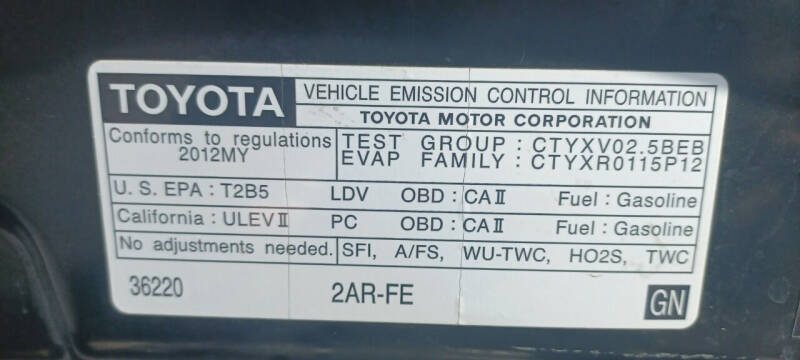 TOYOTA
VEHICLE EMISSION CONTROL INFORMATION
TOYOTA MOTOR CORPORATION
Conforms to regulations
2012MY
TEST GROUP : CTYXV02.5BEB
EVAP FAMILY : CTYXR0115P12
U. S. EPA : T2B5 LDV OBD : CAⅡ Fuel : Gasoline
California : ULEVⅡ PC OBD : CAⅡ Fuel : Gasoline
No adjustments needed. SFI, A/FS, WU-TWC, HO2S, TWC
36220 2AR-FE GN